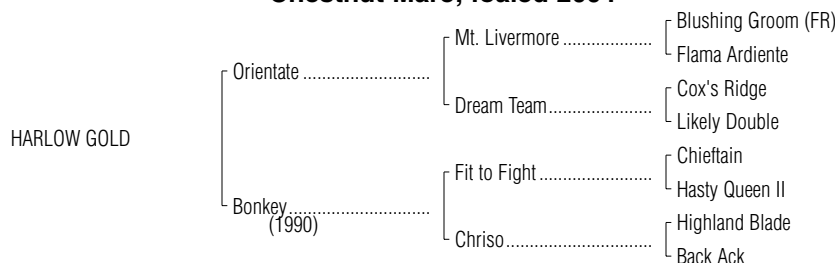 Chestnut Mare; foaled
Blushing Groom (FR)
Mt. Livermore ......................
Flama Ardiente
Orientate ..............................
Cox's Ridge
Dream Team..........................
Likely Double
HARLOW GOLD
Chieftain
Fit to Fight ............................
Hasty Queen II
Bonkey..................................
(1990)
Highland Blade
Chriso...................................
Back Ack